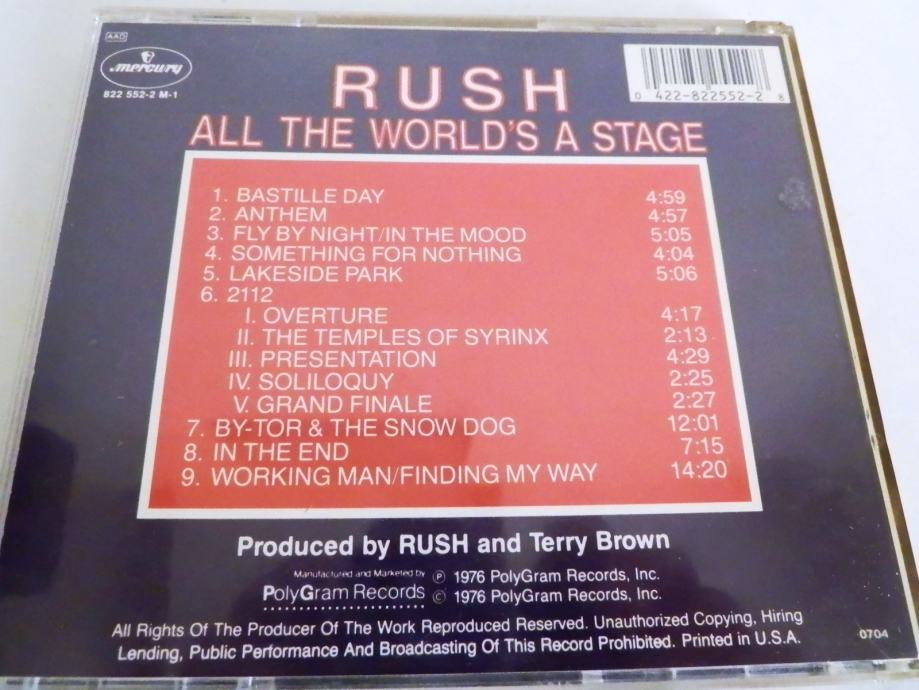 AAD
mercury
822 552-2 M-1
0 422-822552-2 8
RUSH
ALL THE WORLD'S A STAGE
1. BASTILLE DAY 4:59
2. ANTHEM 4:57
3. FLY BY NIGHT/IN THE MOOD 5:05
4. SOMETHING FOR NOTHING 4:04
5. LAKESIDE PARK 5:06
6. 2112
I. OVERTURE 4:17
II. THE TEMPLES OF SYRINX 2:13
III. PRESENTATION 4:29
IV. SOLILOQUY 2:25
V. GRAND FINALE 2:27
7. BY-TOR & THE SNOW DOG 12:01
8. IN THE END 7:15
9. WORKING MAN/FINDING MY WAY 14:20
Produced by RUSH and Terry Brown
Manufactured and Marketed by ℗ 1976 PolyGram Records, Inc.
PolyGram Records © 1976 PolyGram Records, Inc.
All Rights Of The Producer Of The Work Reproduced Reserved. Unauthorized Copying, Hiring
Lending, Public Performance And Broadcasting Of This Record Prohibited. Printed in U.S.A.
0704